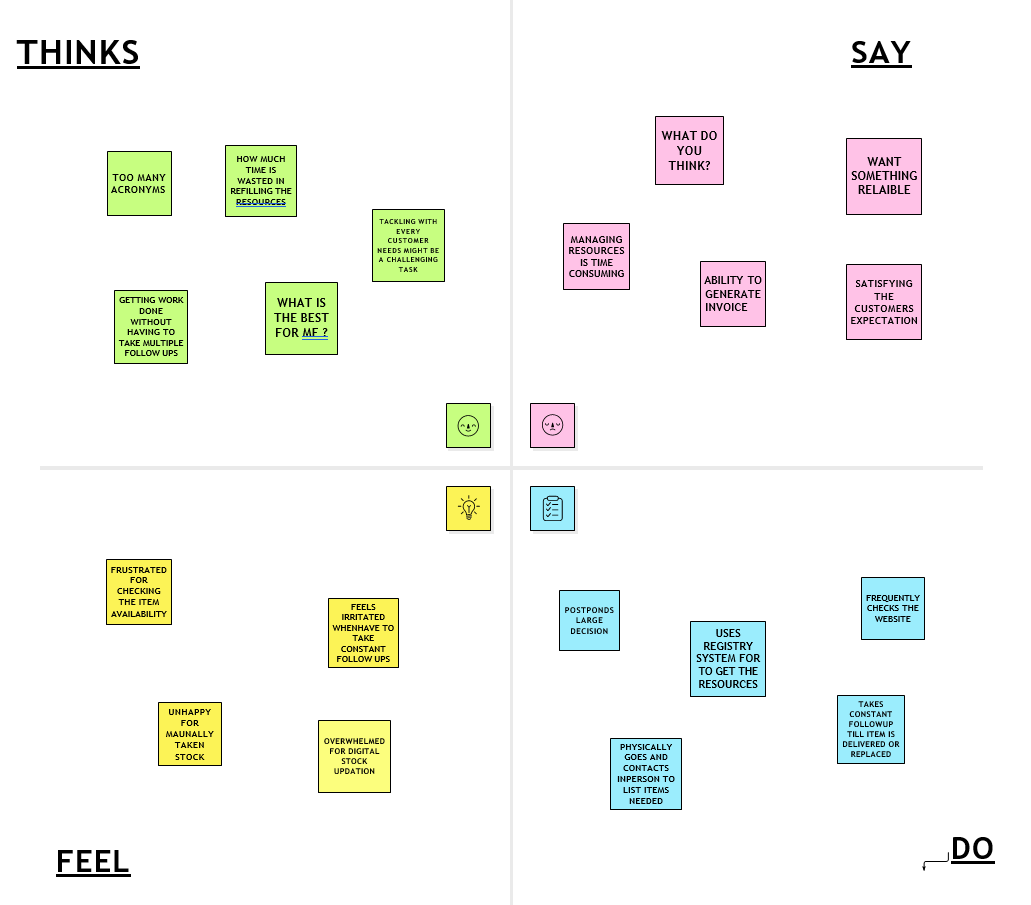 THINKS
TOO MANY
ACRONYMS
HOW MUCH
TIME IS
WASTED IN
REFILLING THE
RESOURCES
TACKLING WITH
EVERY
CUSTOMER
NEEDS MIGHT BE
A CHALLENGING
TASK
GETTING WORK
DONE
WITHOUT
HAVING TO
TAKE MULTIPLE
FOLLOW UPS
WHAT IS
THE BEST
FOR ME ?
SAY
WHAT DO
YOU
THINK?
WANT
SOMETHING
RELAIBLE
MANAGING
RESOURCES
IS TIME
CONSUMING
ABILITY TO
GENERATE
INVOICE
SATISFYING
THE
CUSTOMERS
EXPECTATION
FRUSTRATED
FOR
CHECKING
THE ITEM
AVAILABILITY
FEELS
IRRITATED
WHENHAVE TO
TAKE
CONSTANT
FOLLOW UPS
UNHAPPY
FOR
MAUNALLY
TAKEN
STOCK
OVERWHELMED
FOR DIGITAL
STOCK
UPDATION
FEEL
POSTPONDS
LARGE
DECISION
USES
REGISTRY
SYSTEM FOR
TO GET THE
RESOURCES
FREQUENTLY
CHECKS THE
WEBSITE
PHYSICALLY
GOES AND
CONTACTS
INPERSON TO
LIST ITEMS
NEEDED
TAKES
CONSTANT
FOLLOWUP
TILL ITEM IS
DELIVERED OR
REPLACED
DO